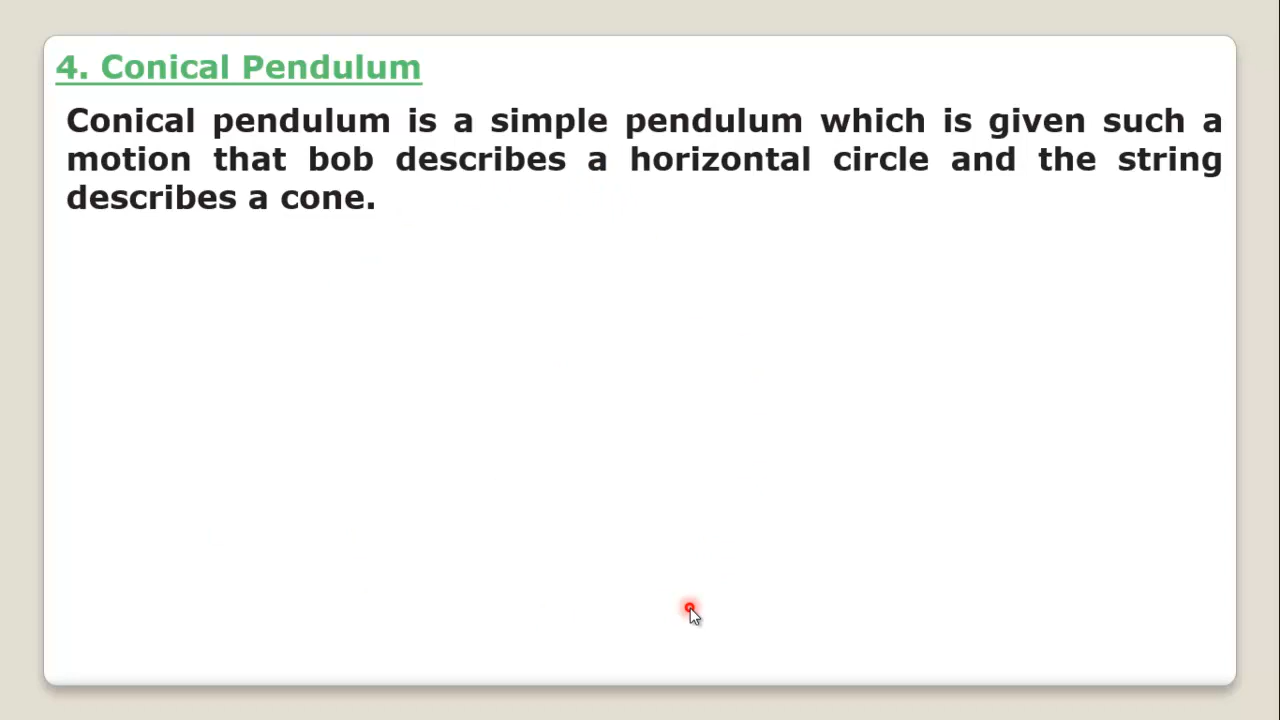 4. Conical Pendulum
Conical pendulum is a simple pendulum which is given such a
motion that bob describes a horizontal circle and the string
describes a cone.